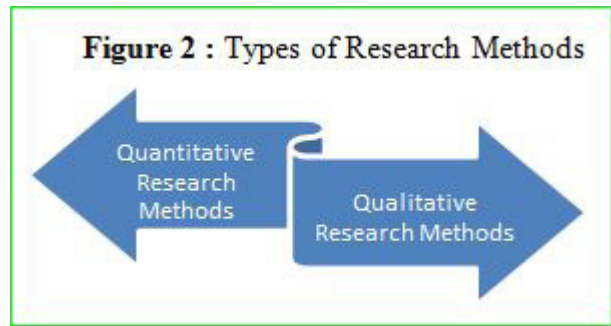 Figure 2 : Types of Research Methods
Quantitative
Research
Methods
Qualitative
Research Methods